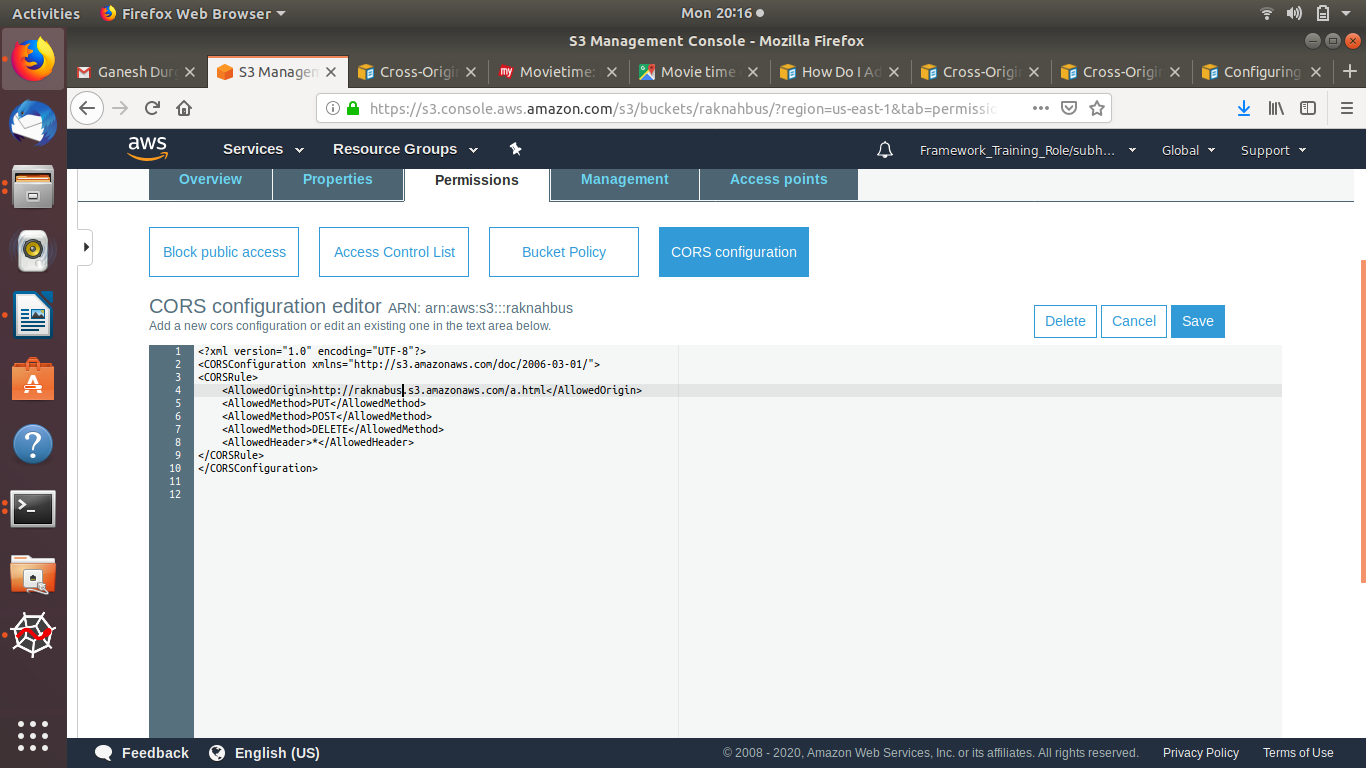 Activities Firefox Web Browser Mon 20:16
S3 Management Console - Mozilla Firefox
Ganesh Dur S3 Managem Cross-Origi Movietime: Movie time How Do I Ad Cross-Origi Cross-Origi Configuring
https://s3.console.aws.amazon.com/s3/buckets/raknahbus/?region=us-east-1&tab=permissio
aws Services Resource Groups Framework_Training_Role/subh... Global Support
Overview Properties Permissions Management Access points
Block public access Access Control List Bucket Policy CORS configuration
CORS configuration editor ARN: arn:aws:s3:::raknahbus
Add a new cors configuration or edit an existing one in the text area below.
Delete Cancel Save
1 <?xml version="1.0" encoding="UTF-8"?>
2 <CORSConfiguration xmlns="http://s3.amazonaws.com/doc/2006-03-01/">
3 <CORSRule>
4 <AllowedOrigin>http://raknabus.s3.amazonaws.com/a.html</AllowedOrigin>
5 <AllowedMethod>PUT</AllowedMethod>
6 <AllowedMethod>POST</AllowedMethod>
7 <AllowedMethod>DELETE</AllowedMethod>
8 <AllowedHeader>*</AllowedHeader>
9 </CORSRule>
10 </CORSConfiguration>
11
12
Feedback English (US) © 2008 - 2020, Amazon Web Services, Inc. or its affiliates. All rights reserved. Privacy Policy Terms of Use